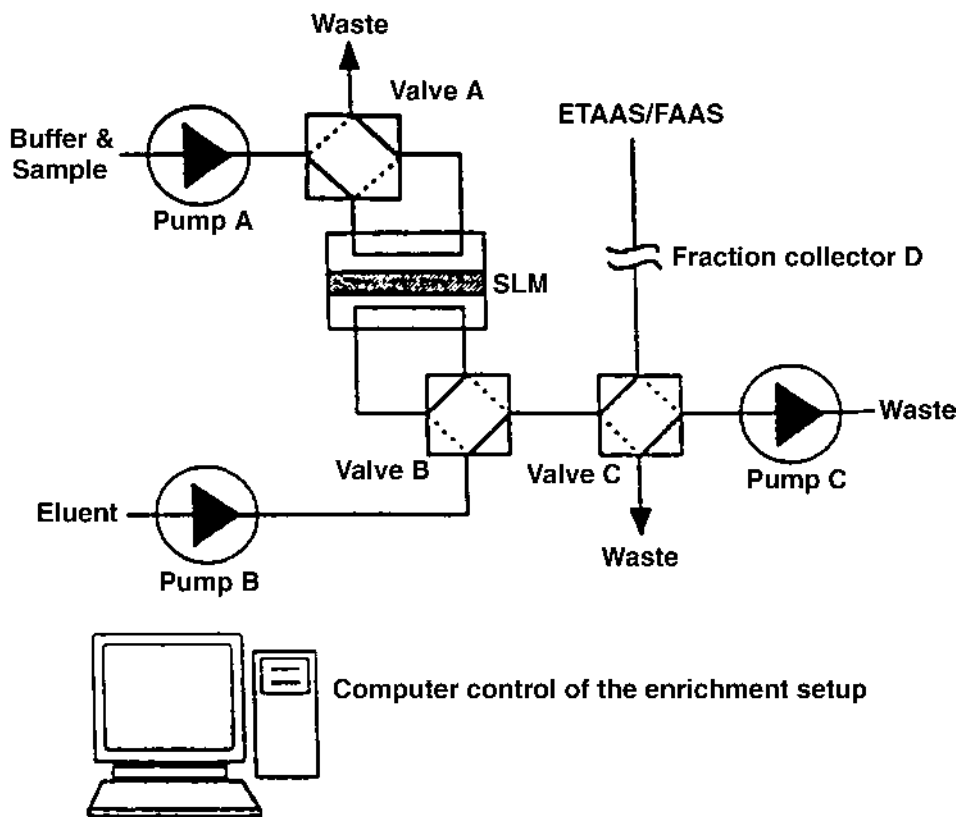 Waste
Valve A
Buffer &
Sample
Pump A
ETAAS/FAAS
Fraction collector D
SLM
Valve B
Valve C
Waste
Pump C
Eluent
Pump B
Waste
Computer control of the enrichment setup